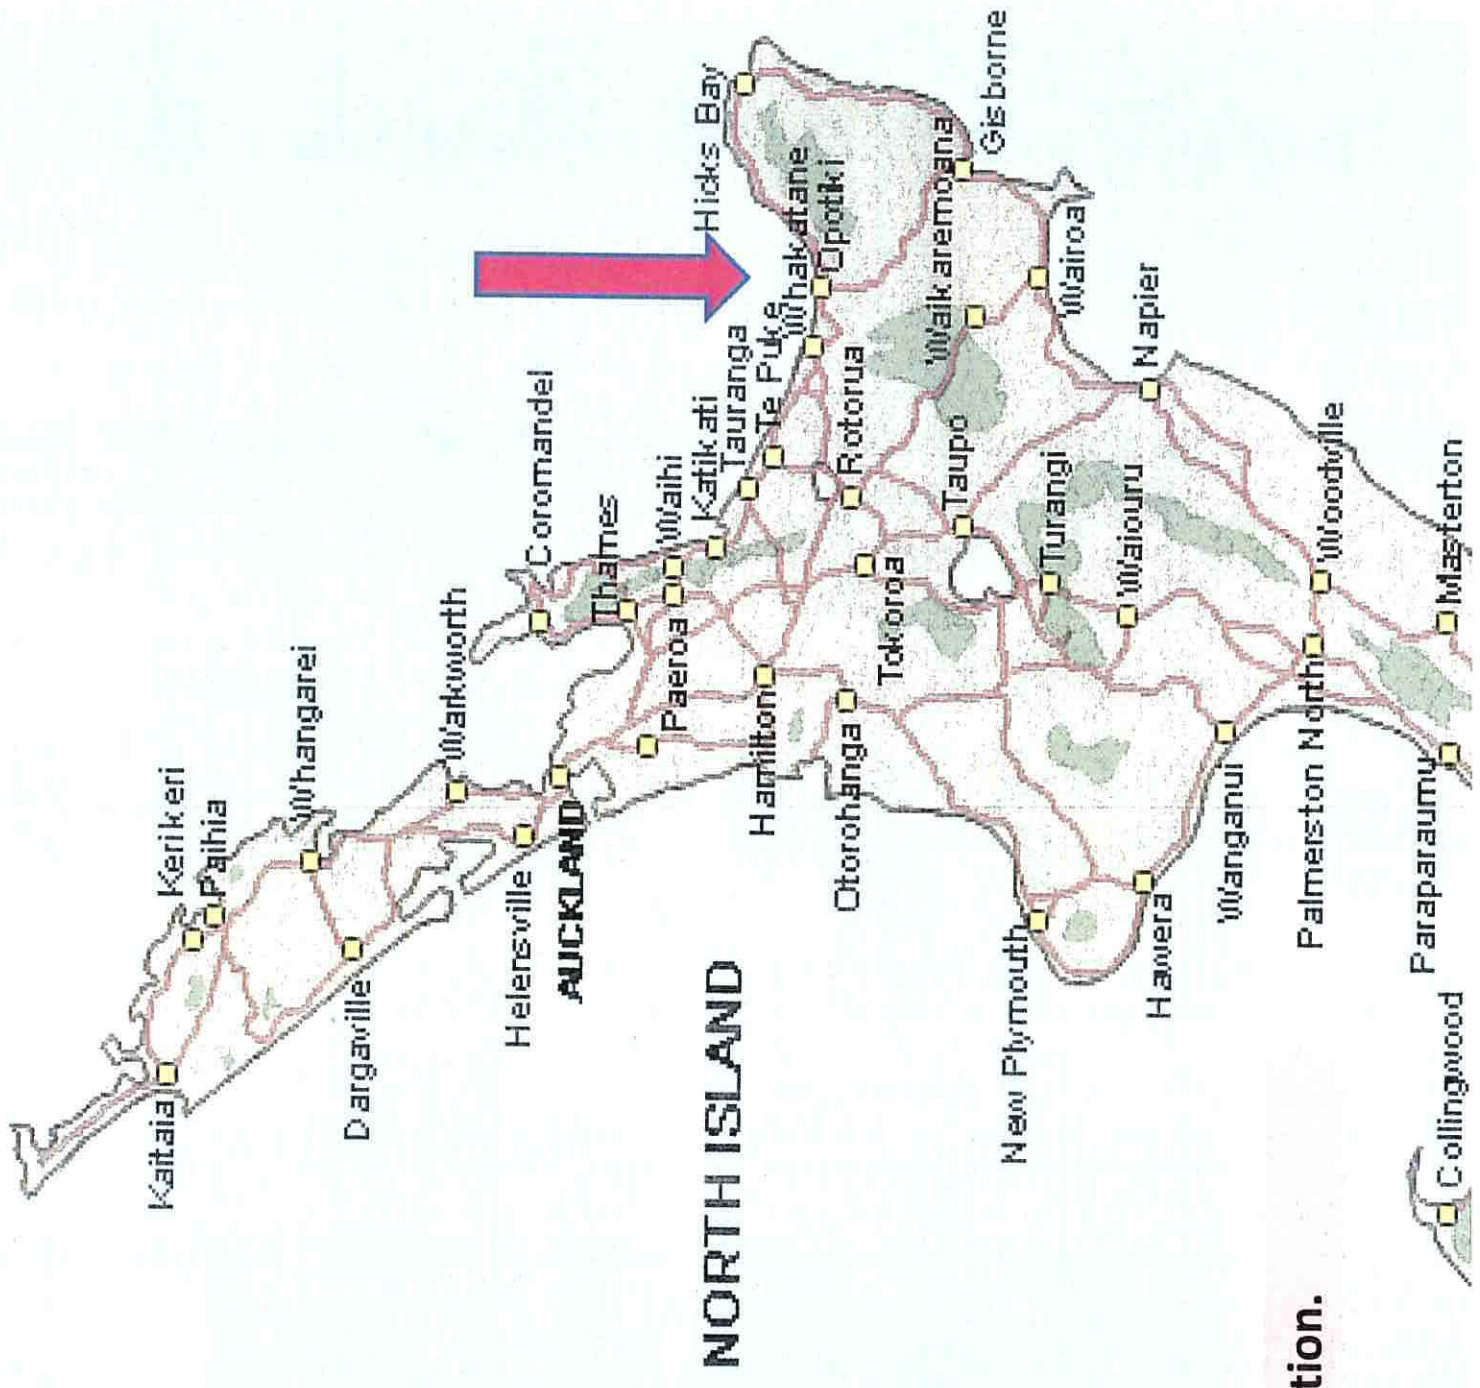 Kaitaia
Kerikeri
Paihia
Whangarei
Dargaville
Warkworth
Helensville
AUCKLAND
Coromandel
Thames
Waihi
Paeroa
Katikati
Tauranga
Te Puke
Hicks Bay
Whakatane
Opotiki
Hamilton
Otorohanga
Rotorua
Tokoroa
Taupo
Waikaremoana
Gisborne
Wairoa
Napier
Turangi
Waiouru
NORTH ISLAND
New Plymouth
Hawera
Wanganui
Palmerston North
Woodville
Masterton
Paraparaumu
Collingwood
tion.